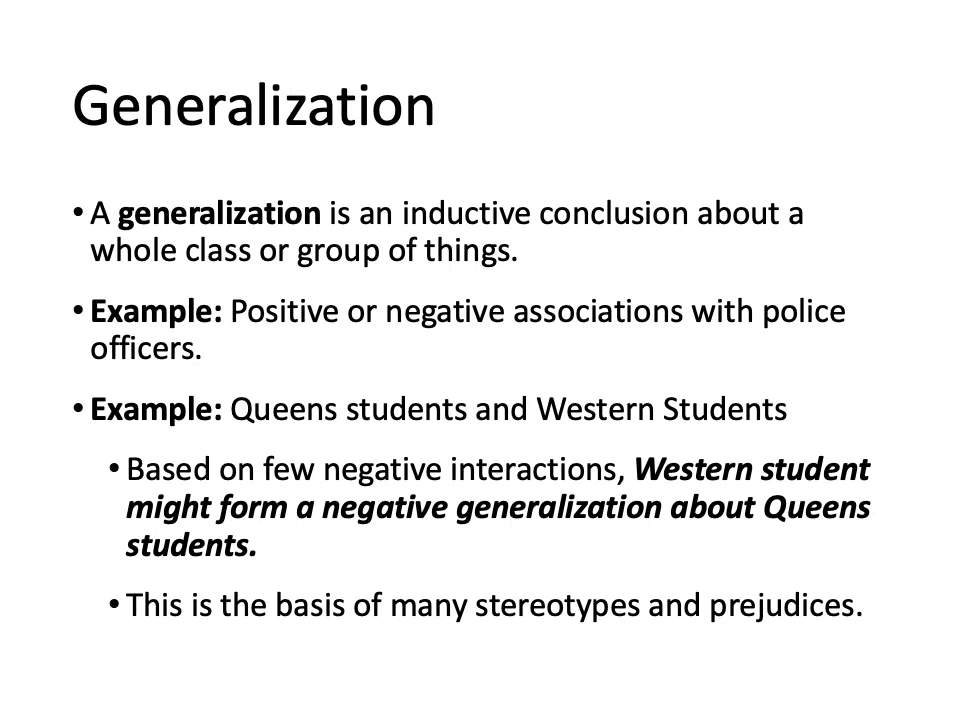 Generalization
• A generalization is an inductive conclusion about a
whole class or group of things.
• Example: Positive or negative associations with police
officers.
• Example: Queens students and Western Students
• Based on few negative interactions, Western student
might form a negative generalization about Queens
students.
• This is the basis of many stereotypes and prejudices.